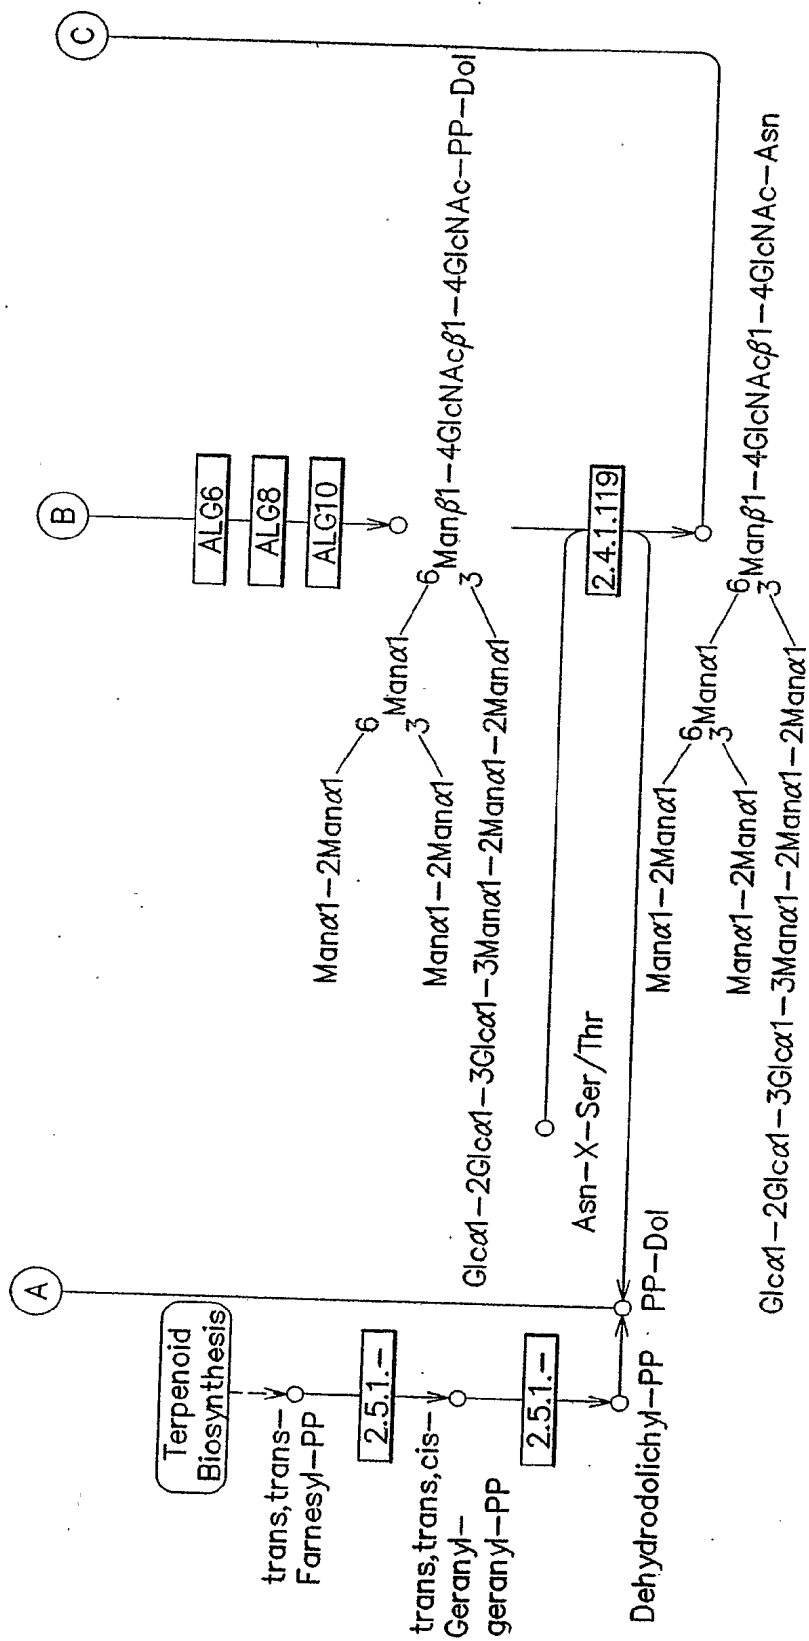 A
Terpenoid
Biosynthesis
trans,trans–
Farnesyl–PP
2.5.1.–
trans,trans,cis–
Geranyl–
geranyl–PP
2.5.1.–
Dehydrodolichyl–PP
PP–Dol
B
ALG6
ALG8
ALG10
Manα1–2Manα1
6
Manα1
3
Manα1–2Manα1
6
Manβ1–4GlcNAcβ1–4GlcNAc–PP–Dol
3
Glcα1–2Glcα1–3Glcα1–3Manα1–2Manα1–2Manα1
Asn–X–Ser/Thr
2.4.1.119
Manα1–2Manα1
6
Manα1
3
Manα1–2Manα1
6
Manβ1–4GlcNAcβ1–4GlcNAc–Asn
3
Glcα1–2Glcα1–3Glcα1–3Manα1–2Manα1–2Manα1
C